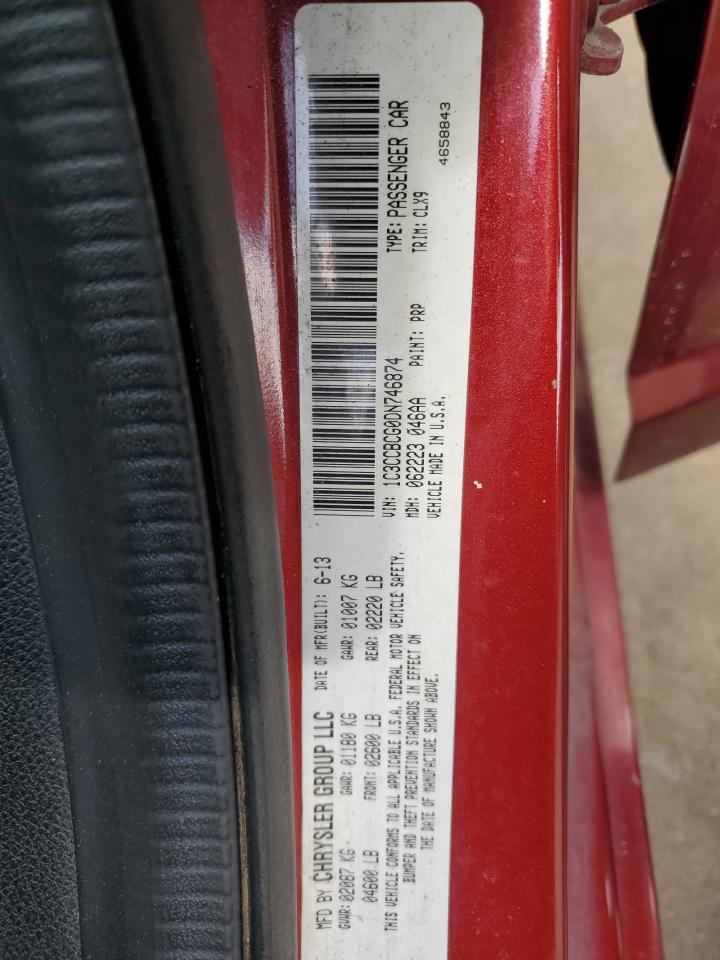 MFD BY CHRYSLER GROUP LLC DATE OF MFR(BUILT): 6-13
GVWR: 02087 KG GAWR: 01180 KG GAWR: 01007 KG
04600 LB FRONT: 02600 LB REAR: 02220 LB
THIS VEHICLE CONFORMS TO ALL APPLICABLE U.S.A. FEDERAL MOTOR VEHICLE SAFETY,
BUMPER AND THEFT PREVENTION STANDARDS IN EFFECT ON
THE DATE OF MANUFACTURE SHOWN ABOVE.
VIN: 1C3CCBCG0DN746874 TYPE: PASSENGER CAR
MDH: 062223 046AA PAINT: PRP TRIM: CLX9
VEHICLE MADE IN U.S.A.
4658843